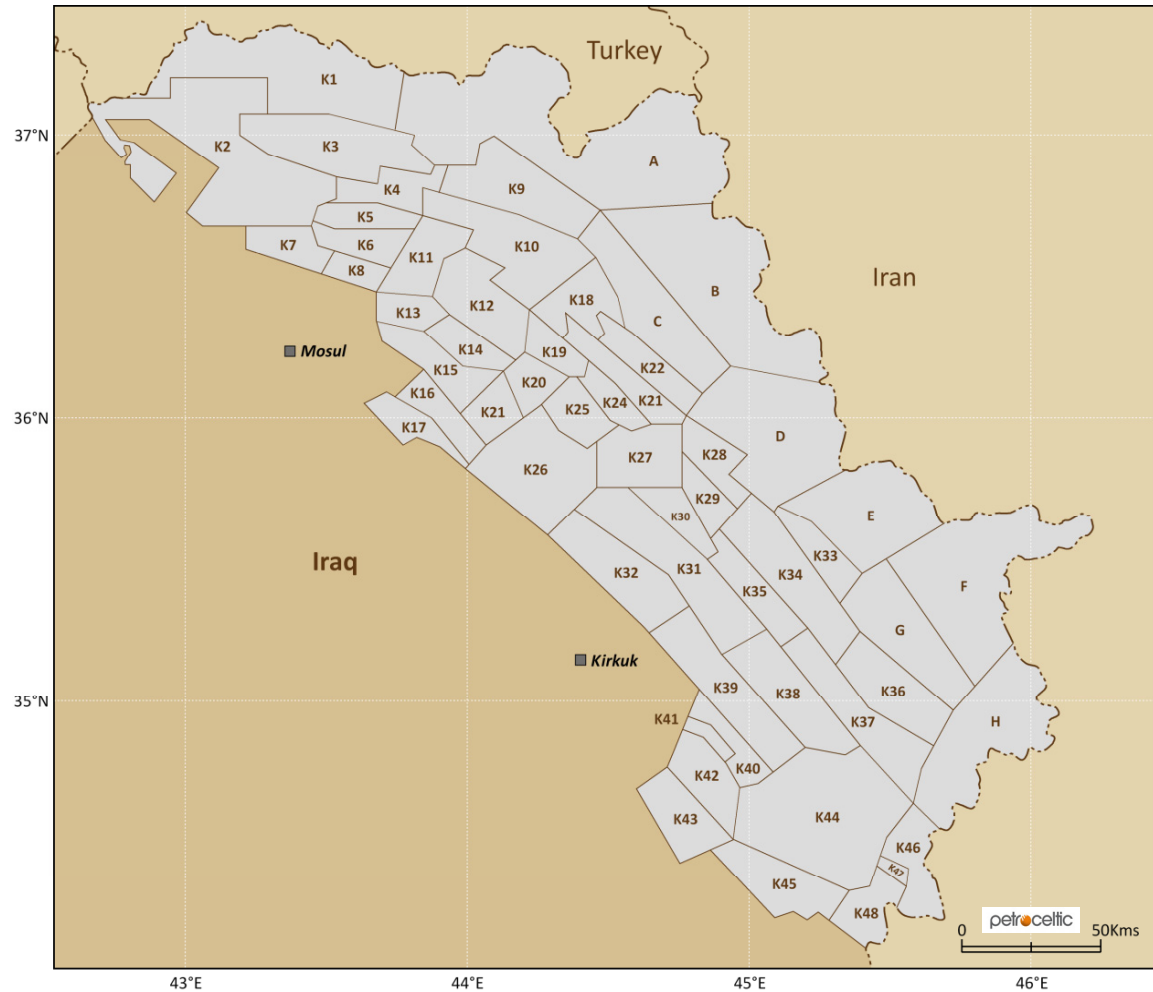 Turkey
K1
37°N
K2
K3
A
K4
K9
K5
K7
K6
K11
K10
K8
Iran
B
K13
K12
K18
C
Mosul
K14
K19
K15
K22
K16
K20
K24
K21
K21
K25
36°N
K17
D
K26
K27
K28
K29
K30
E
Iraq
K33
K32
K31
K34
K35
F
G
Kirkuk
K39
K36
35°N
K38
K41
K37
H
K40
K42
K43
K44
K46
K47
K45
K48
petroceltic
0 50Kms
43°E 44°E 45°E 46°E